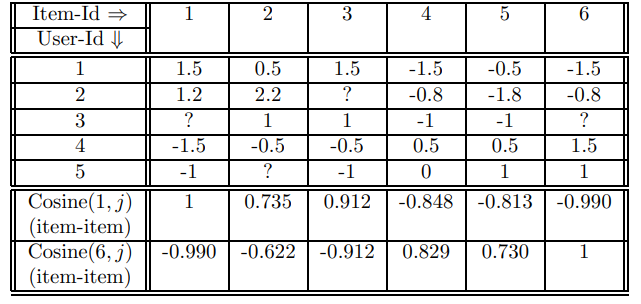 Item-Id ⇒ 1 2 3 4 5 6
User-Id ⇓
1 1.5 0.5 1.5 -1.5 -0.5 -1.5
2 1.2 2.2 ? -0.8 -1.8 -0.8
3 ? 1 1 -1 -1 ?
4 -1.5 -0.5 -0.5 0.5 0.5 1.5
5 -1 ? -1 0 1 1
Cosine(1, j) 1 0.735 0.912 -0.848 -0.813 -0.990
(item-item)
Cosine(6, j) -0.990 -0.622 -0.912 0.829 0.730 1
(item-item)